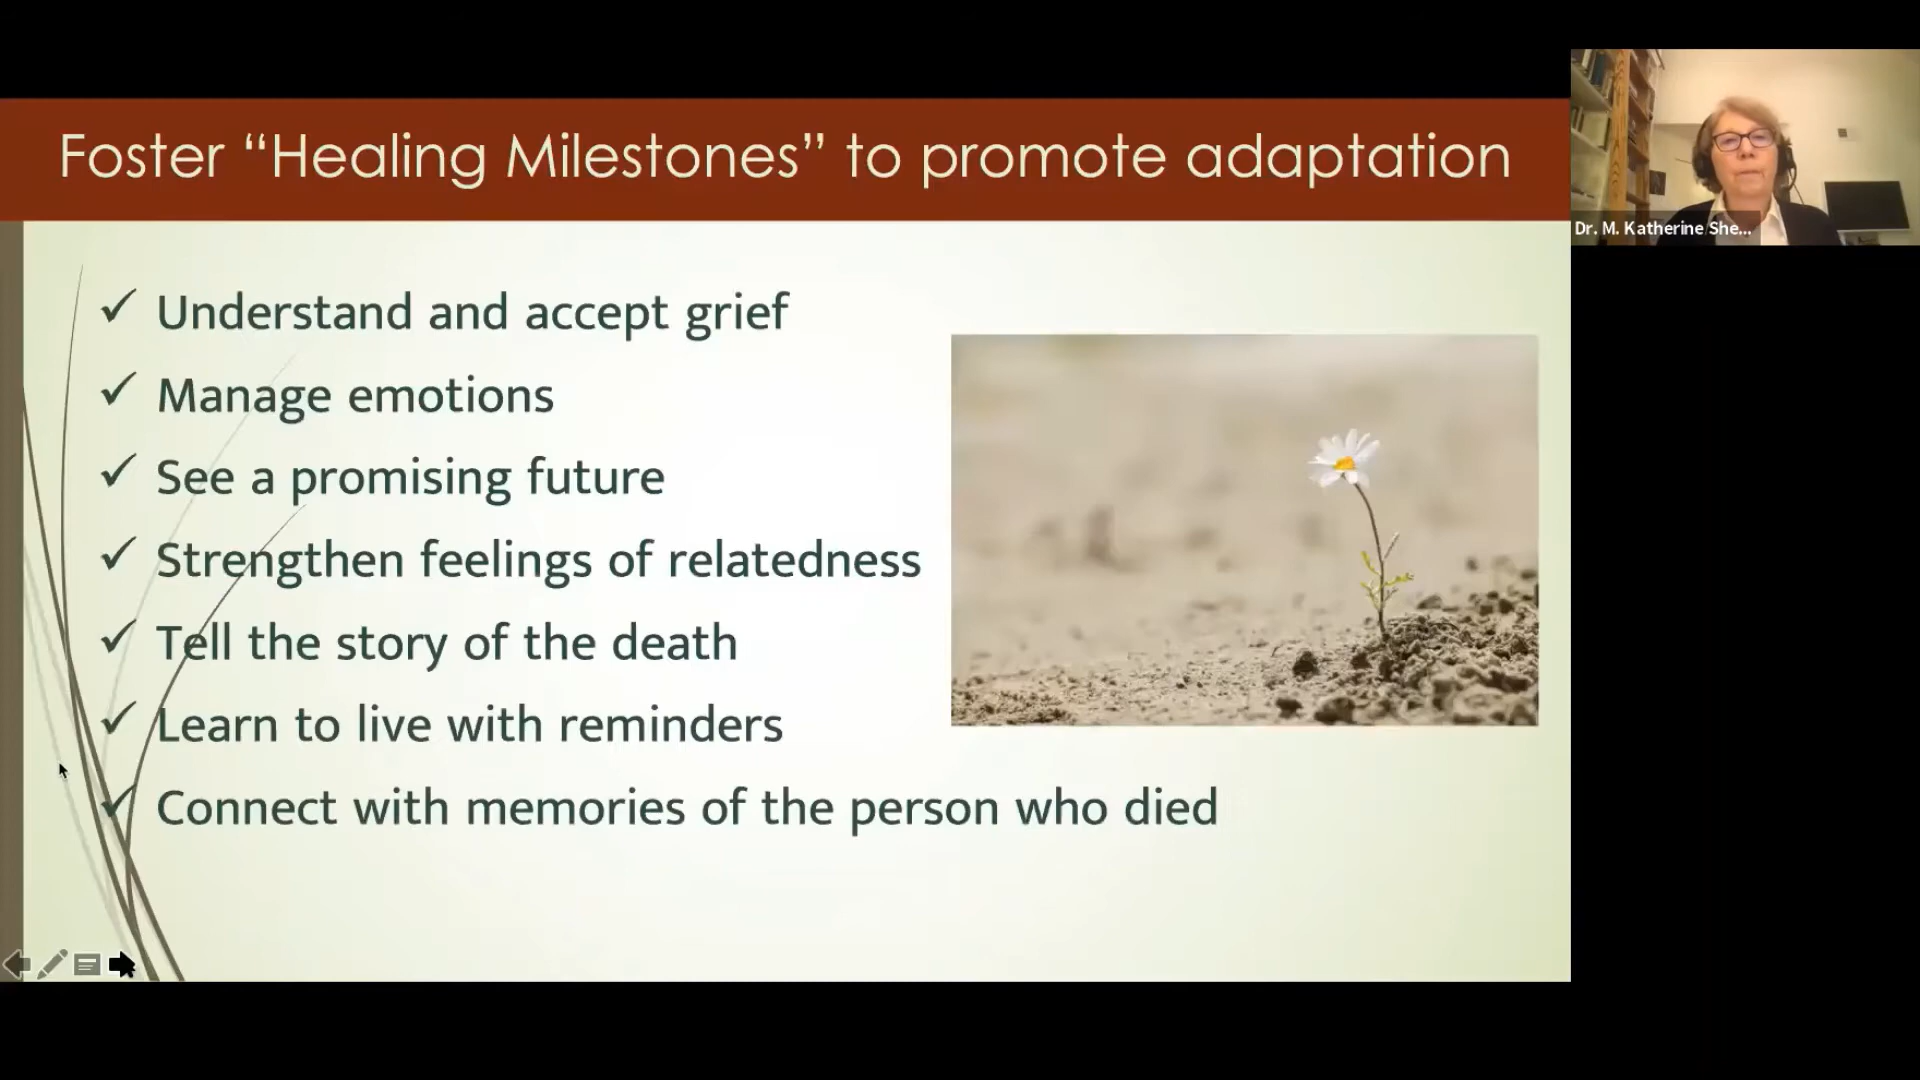 Foster “Healing Milestones” to promote adaptation
Understand and accept grief
Manage emotions
See a promising future
Strengthen feelings of relatedness
Tell the story of the death
Learn to live with reminders
Connect with memories of the person who died
Dr. M. Katherine She...